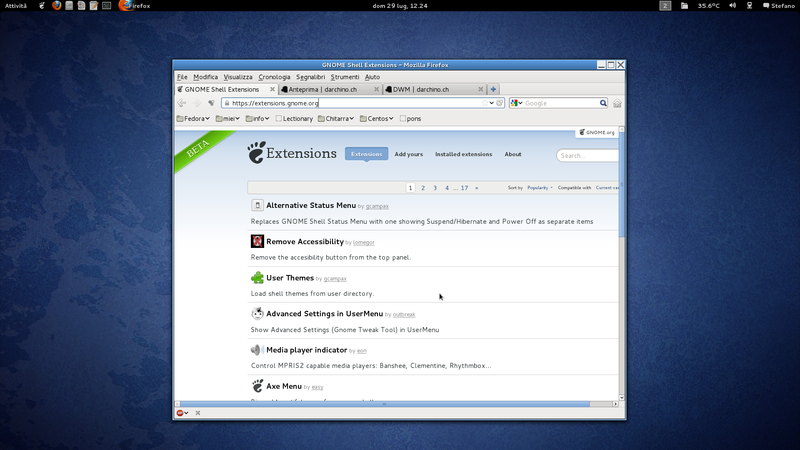 Attività
Firefox
dom 29 lug, 12.24
2
35.6°C
Stefano
GNOME Shell Extensions - Mozilla Firefox
File Modifica Visualizza Cronologia Segnalibri Strumenti Aiuto
GNOME Shell Extensions
Anteprima | darchino.ch
DWM | darchino.ch
https://extensions.gnome.org
Google
Fedora miei info Lectionary Chitarra Centos pons
GNOME.org
BETA
Extensions
Extensions Add yours Installed extensions About
Search...
1 2 3 4 ... 17 »
Sort by Popularity Compatible with
Alternative Status Menu by gcampax
Replaces GNOME Shell Status Menu with one showing Suspend/Hibernate and Power Off as separate items
Remove Accessibility by lomegor
Remove the accesibility button from the top panel.
User Themes by gcampax
Load shell themes from user directory.
Advanced Settings in UserMenu by outbreak
Show Advanced Settings (Gnome Tweak Tool) in UserMenu
Media player indicator by eon
Control MPRIS2 capable media players: Banshee, Clementine, Rhythmbox...
Axe Menu by easy